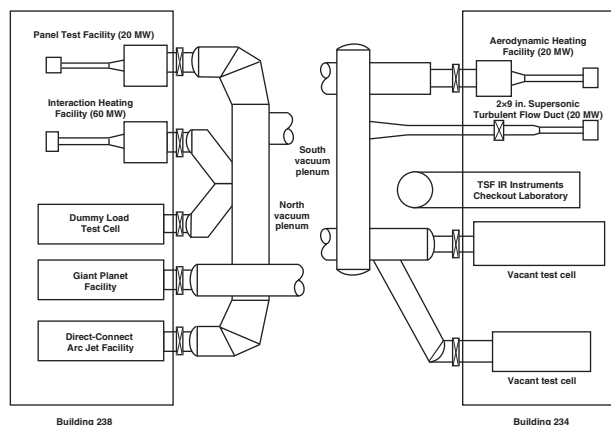 Panel Test Facility (20 MW)
Interaction Heating
Facility (60 MW)
Dummy Load
Test Cell
Giant Planet
Facility
Direct-Connect
Arc Jet Facility
Building 238
South
vacuum
plenum
North
vacuum
plenum
Aerodynamic Heating
Facility (20 MW)
2×9 in. Supersonic
Turbulent Flow Duct (20 MW)
TSF IR Instruments
Checkout Laboratory
Vacant test cell
Vacant test cell
Building 234